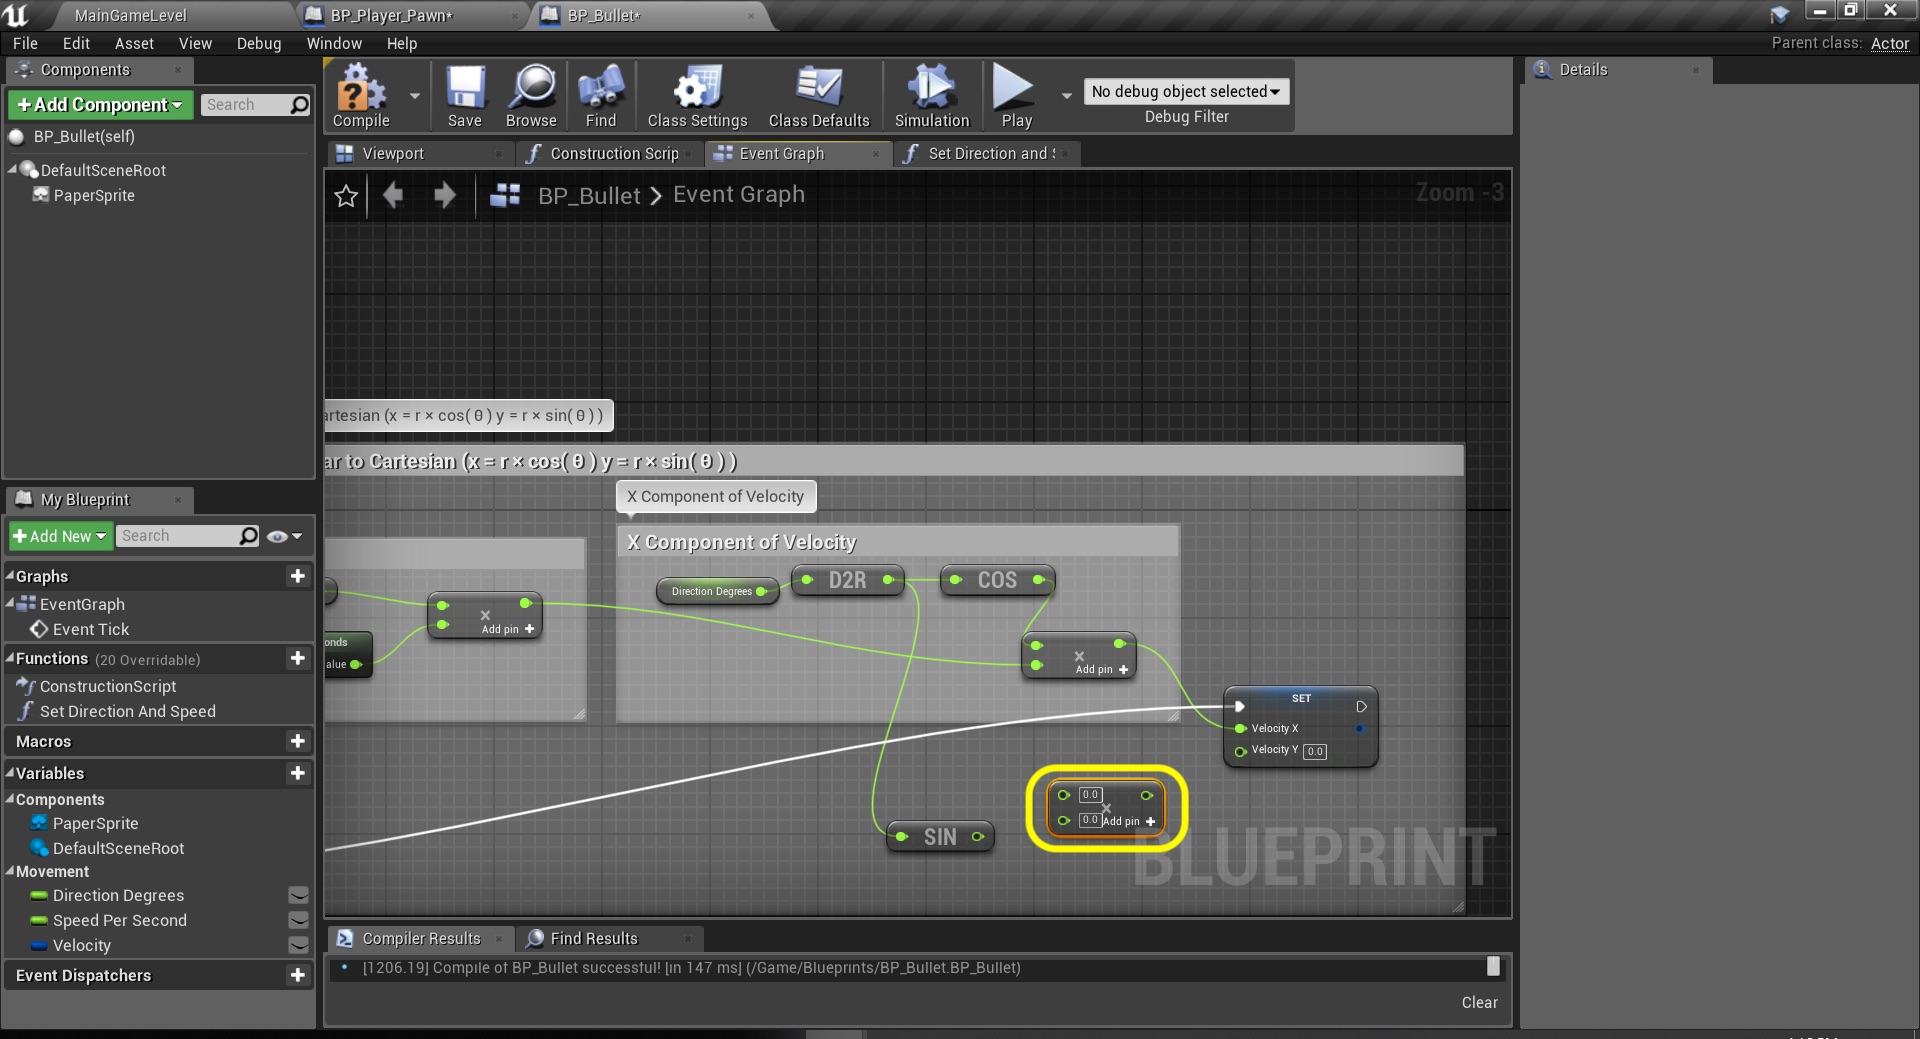 MainGameLevel
BP_Player_Pawn*
BP_Bullet*
File Edit Asset View Debug Window Help
Parent class: Actor
Components
+Add Component
Search
BP_Bullet(self)
DefaultSceneRoot
PaperSprite
Compile
Save
Browse
Find
Class Settings
Class Defaults
Simulation
Play
No debug object selected
Debug Filter
Details
Viewport
Construction Scrip
Event Graph
Set Direction and
BP_Bullet > Event Graph
Zoom -3
artesian (x = r × cos( θ ) y = r × sin( θ ) )
ar to Cartesian (x = r × cos( θ ) y = r × sin( θ ) )
X Component of Velocity
X Component of Velocity
Direction Degrees
D2R
COS
×
Add pin +
onds
alue
×
Add pin +
SET
Velocity X
Velocity Y 0.0
0.0
×
0.0 Add pin +
SIN
BLUEPRINT
My Blueprint
+Add New
Search
Graphs
EventGraph
Event Tick
Functions (20 Overridable)
ConstructionScript
Set Direction And Speed
Macros
Variables
Components
PaperSprite
DefaultSceneRoot
Movement
Direction Degrees
Speed Per Second
Velocity
Event Dispatchers
Compiler Results
Find Results
[1206.19] Compile of BP_Bullet successful! [in 147 ms] (/Game/Blueprints/BP_Bullet.BP_Bullet)
Clear